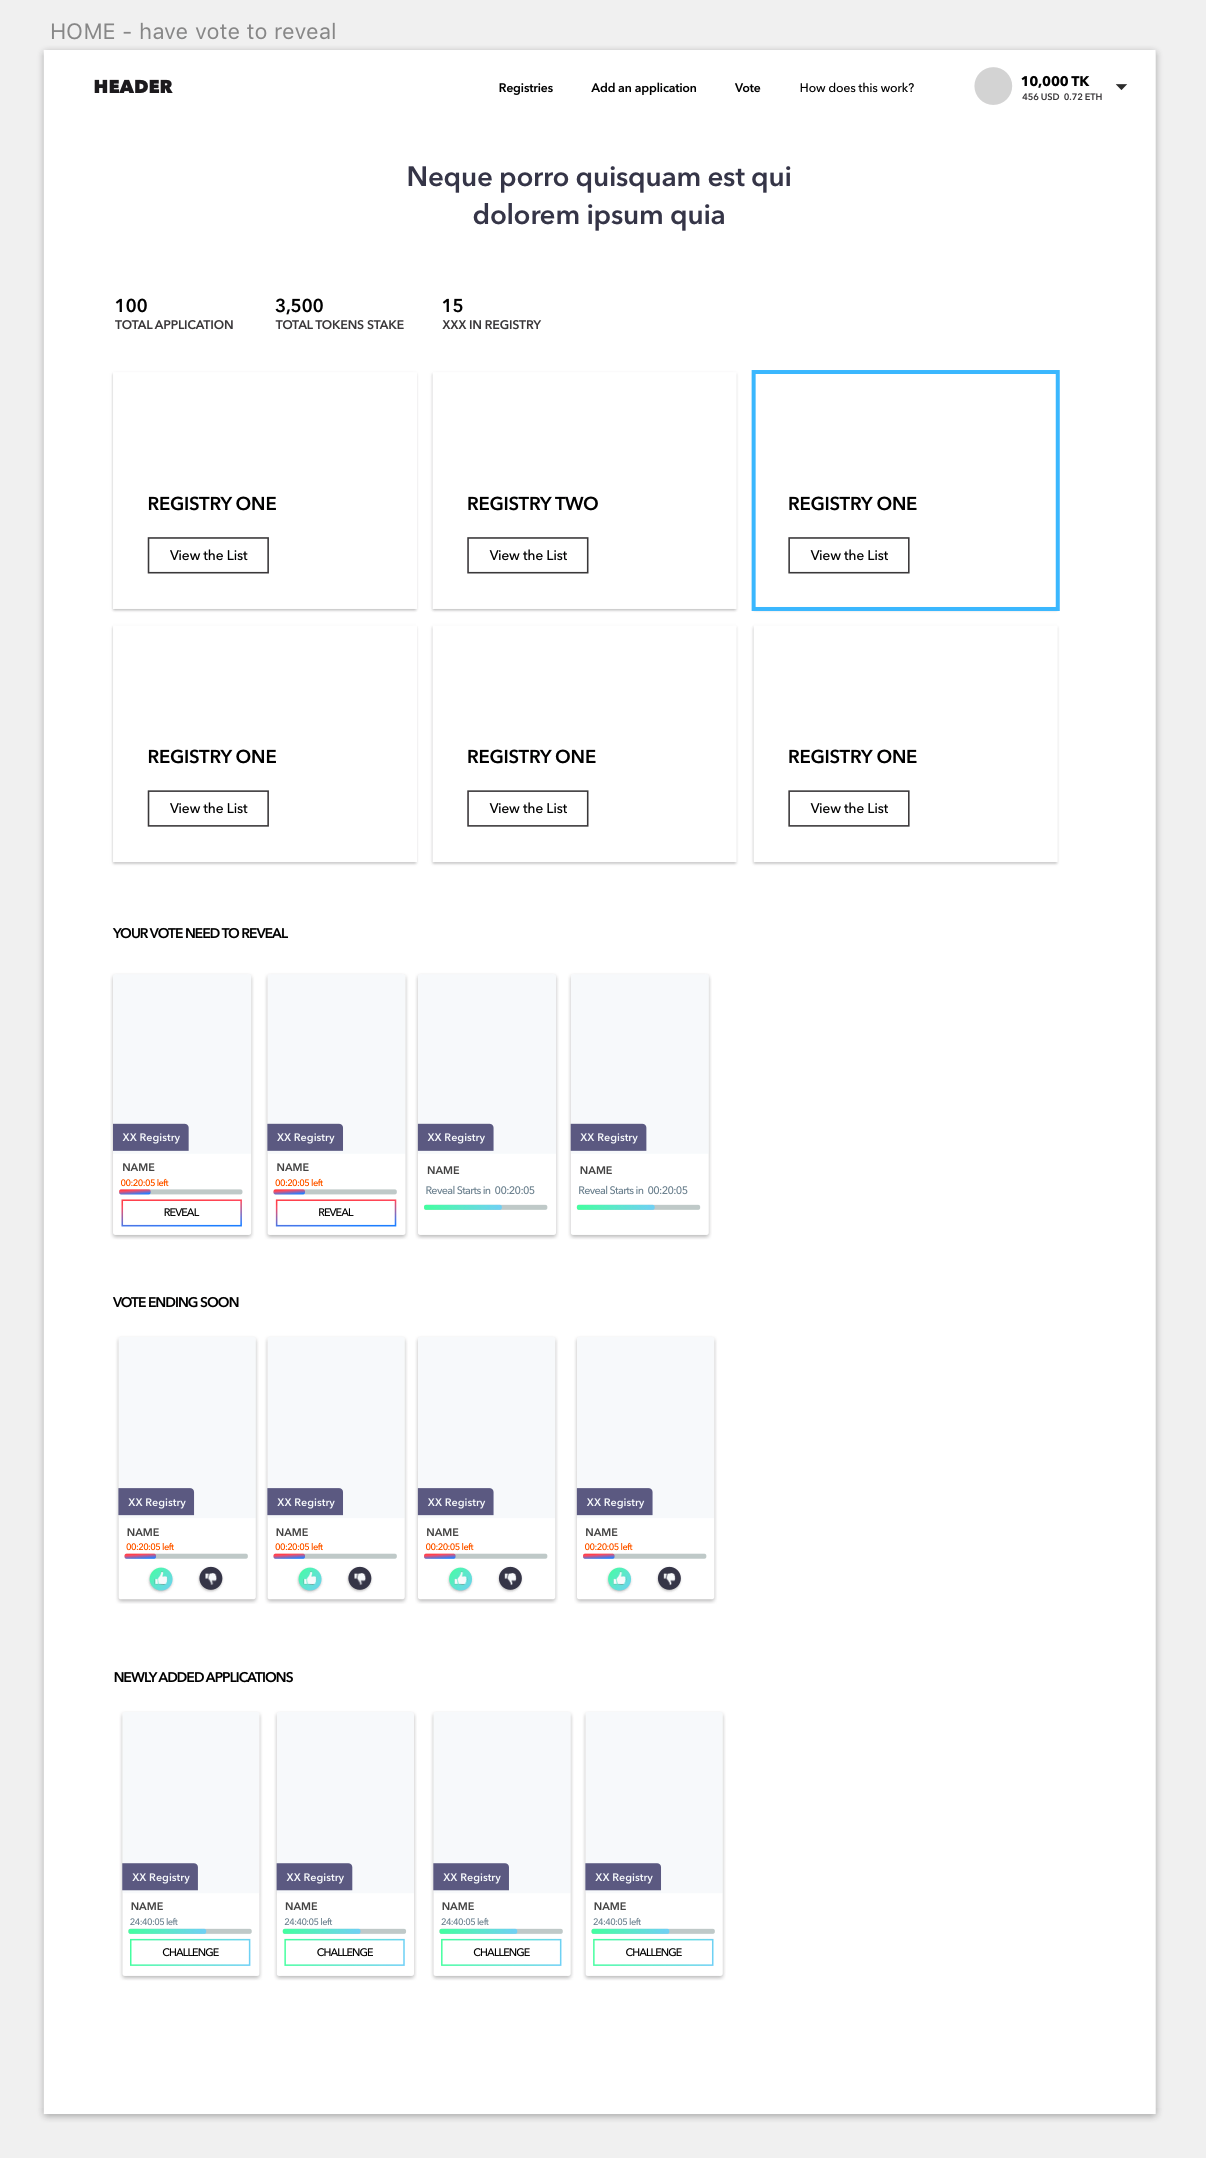 HOME - have vote to reveal
HEADER
Registries Add an application Vote How does this work?
10,000 TK
456 USD 0.72 ETH
Neque porro quisquam est qui
dolorem ipsum quia
100 3,500 15
TOTAL APPLICATION TOTAL TOKENS STAKE XXX IN REGISTRY
REGISTRY ONE REGISTRY TWO REGISTRY ONE
View the List View the List View the List
REGISTRY ONE REGISTRY ONE REGISTRY ONE
View the List View the List View the List
YOUR VOTE NEED TO REVEAL
XX Registry XX Registry XX Registry XX Registry
NAME NAME NAME NAME
00:20:05 left 00:20:05 left Reveal Starts in 00:20:05 Reveal Starts in 00:20:05
REVEAL REVEAL
VOTE ENDING SOON
XX Registry XX Registry XX Registry XX Registry
NAME NAME NAME NAME
00:20:05 left 00:20:05 left 00:20:05 left 00:20:05 left
NEWLY ADDED APPLICATIONS
XX Registry XX Registry XX Registry XX Registry
NAME NAME NAME NAME
24:40:05 left 24:40:05 left 24:40:05 left 24:40:05 left
CHALLENGE CHALLENGE CHALLENGE CHALLENGE